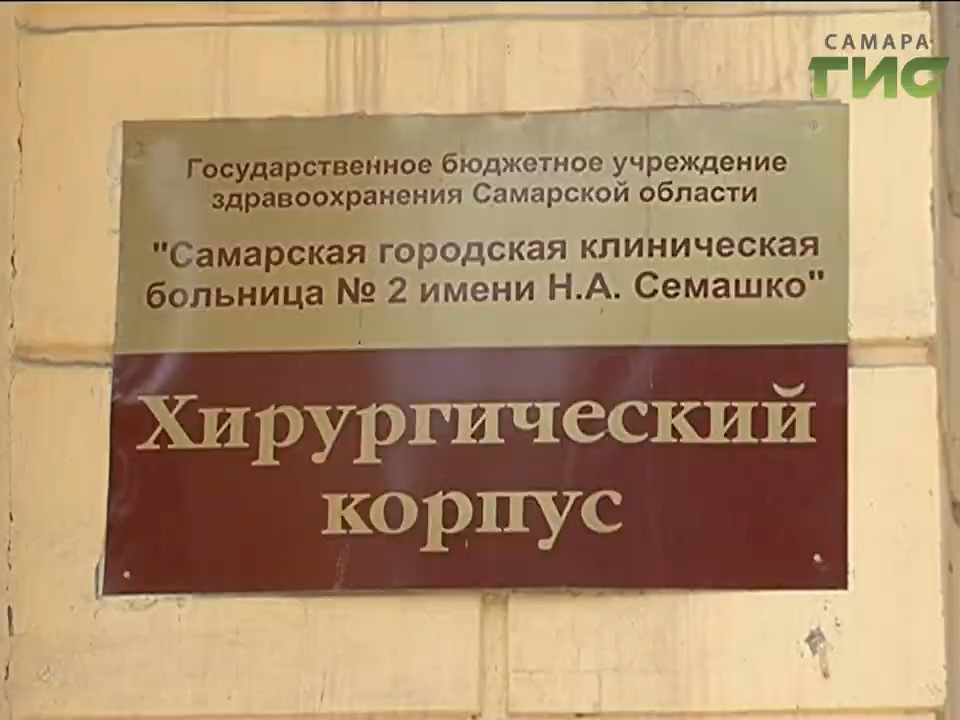 САМАРА
ГИС
Государственное бюджетное учреждение
здравоохранения Самарской области
"Самарская городская клиническая
больница № 2 имени Н.А. Семашко"
Хирургический
корпус